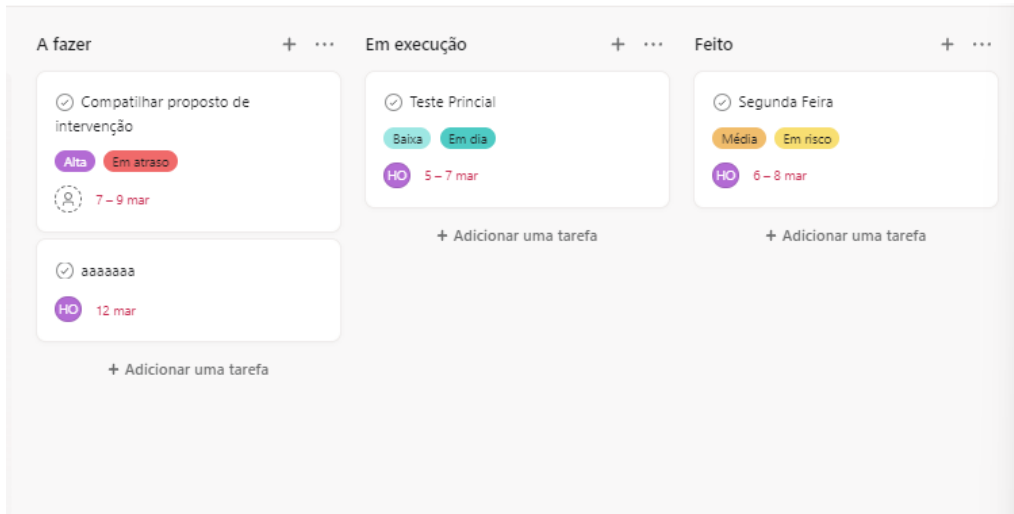 A fazer
Compatilhar proposto de
intervenção
Alta Em atraso
7 – 9 mar
aaaaaaa
HO 12 mar
+ Adicionar uma tarefa
Em execução
Teste Princial
Baixa Em dia
HO 5 – 7 mar
+ Adicionar uma tarefa
Feito
Segunda Feira
Média Em risco
HO 6 – 8 mar
+ Adicionar uma tarefa